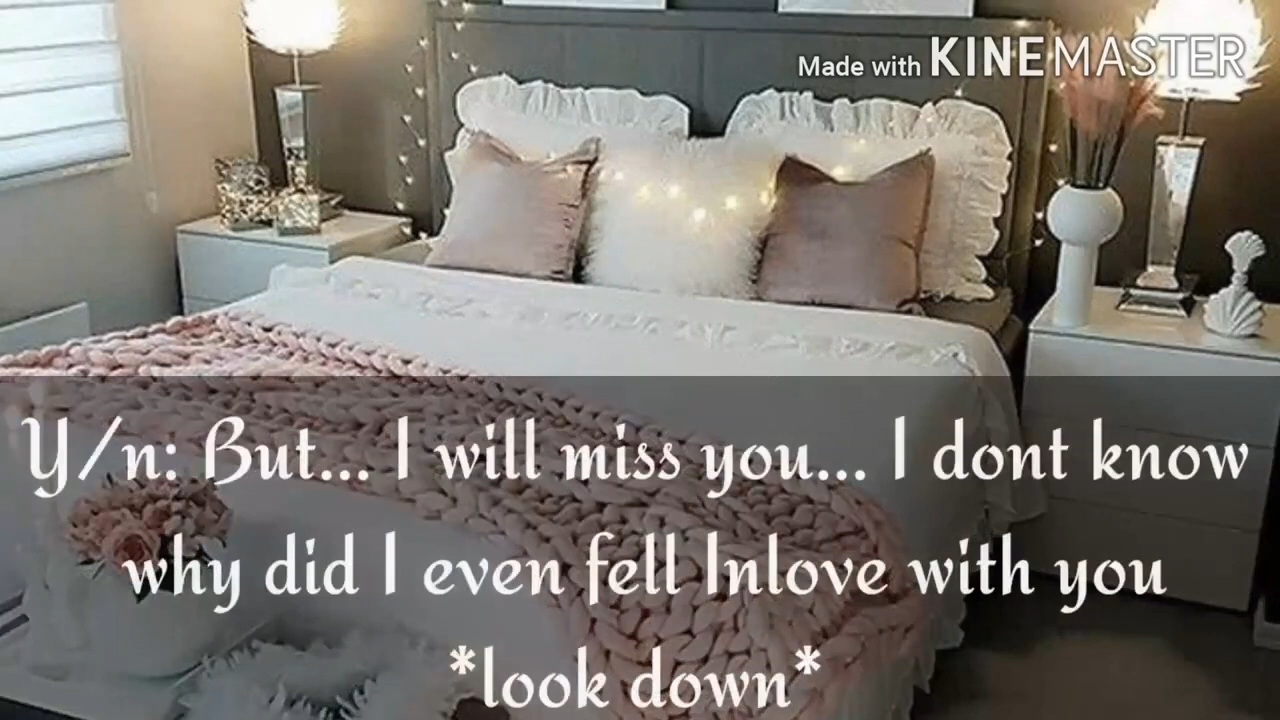 Made with KINEMASTER
Y/n: But... I will miss you... I dont know
why did I even fell Inlove with you
*look down*